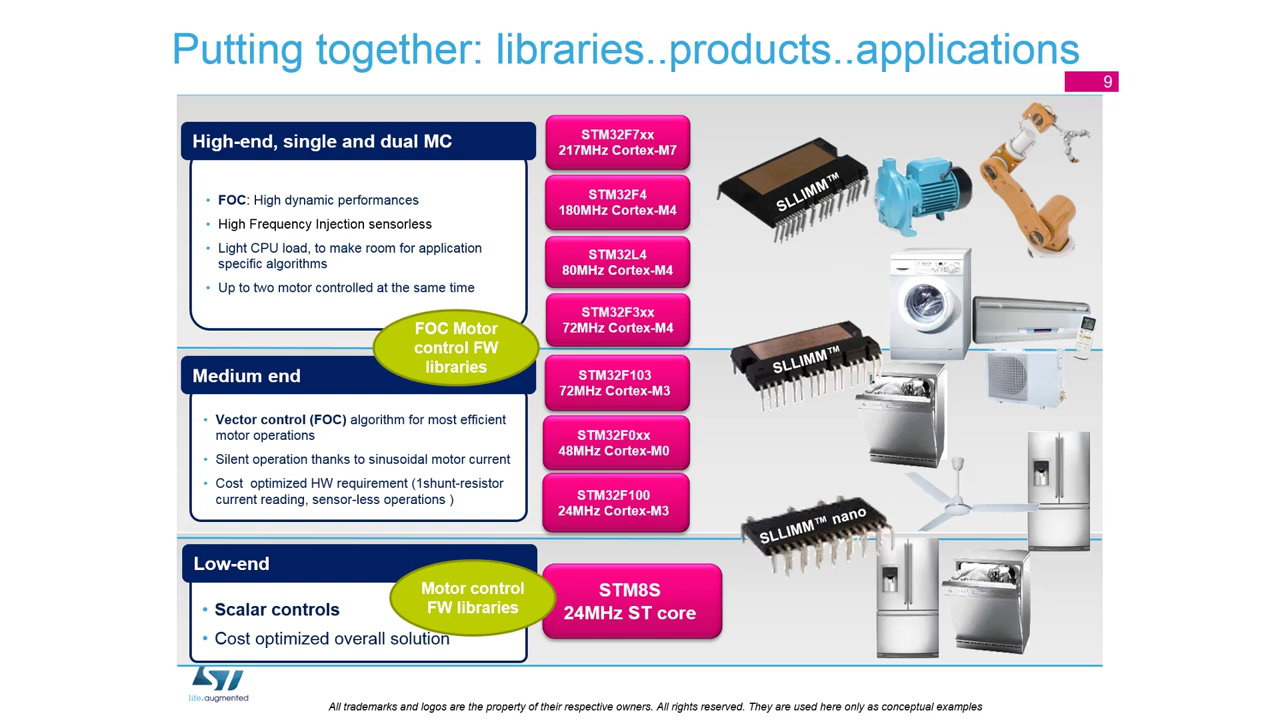 Putting together: libraries..products..applications
9
High-end, single and dual MC
• FOC: High dynamic performances
• High Frequency Injection sensorless
• Light CPU load, to make room for application
specific algorithms
• Up to two motor controlled at the same time
FOC Motor
control FW
libraries
STM32F7xx
217MHz Cortex-M7
STM32F4
180MHz Cortex-M4
STM32L4
80MHz Cortex-M4
STM32F3xx
72MHz Cortex-M4
SLLIMM™
SLLIMM™
Medium end
• Vector control (FOC) algorithm for most efficient
motor operations
• Silent operation thanks to sinusoidal motor current
• Cost optimized HW requirement (1shunt-resistor
current reading, sensor-less operations )
STM32F103
72MHz Cortex-M3
STM32F0xx
48MHz Cortex-M0
STM32F100
24MHz Cortex-M3
SLLIMM™ nano
Low-end
• Scalar controls
• Cost optimized overall solution
Motor control
FW libraries
STM8S
24MHz ST core
ST
life.augmented
All trademarks and logos are the property of their respective owners. All rights reserved. They are used here only as conceptual examples